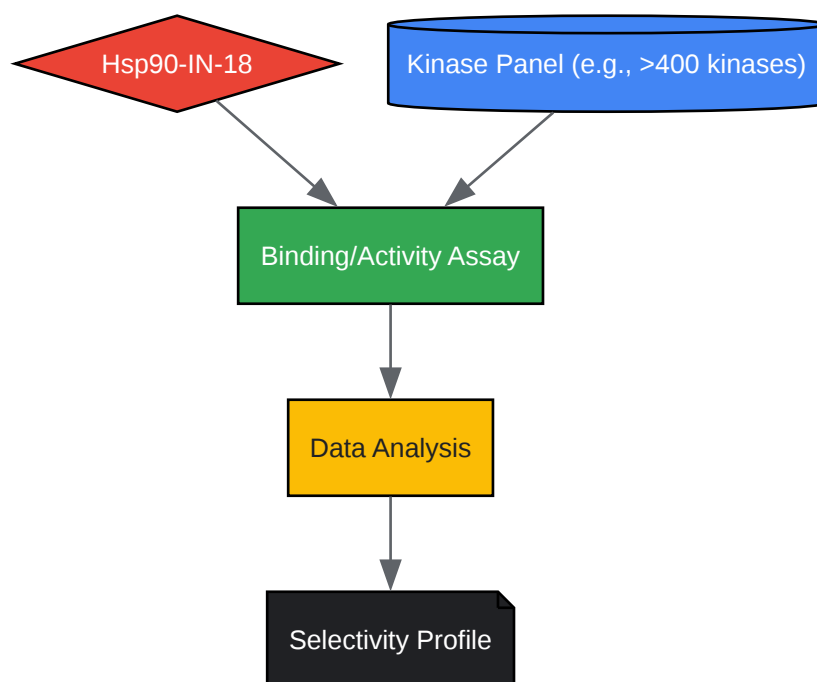 Hsp90-IN-18
Kinase Panel (e.g., >400 kinases)
Binding/Activity Assay
Data Analysis
Selectivity Profile